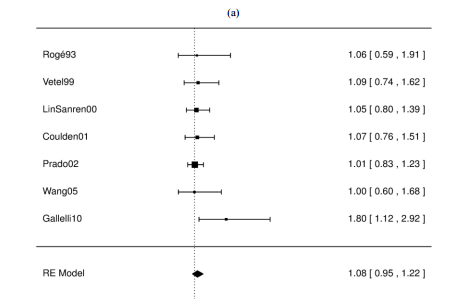 (a)
Rogé93 1.06 [ 0.59 , 1.91 ]
Vetel99 1.09 [ 0.74 , 1.62 ]
LinSanren00 1.05 [ 0.80 , 1.39 ]
Coulden01 1.07 [ 0.76 , 1.51 ]
Prado02 1.01 [ 0.83 , 1.23 ]
Wang05 1.00 [ 0.60 , 1.68 ]
Gallelli10 1.80 [ 1.12 , 2.92 ]
RE Model 1.08 [ 0.95 , 1.22 ]